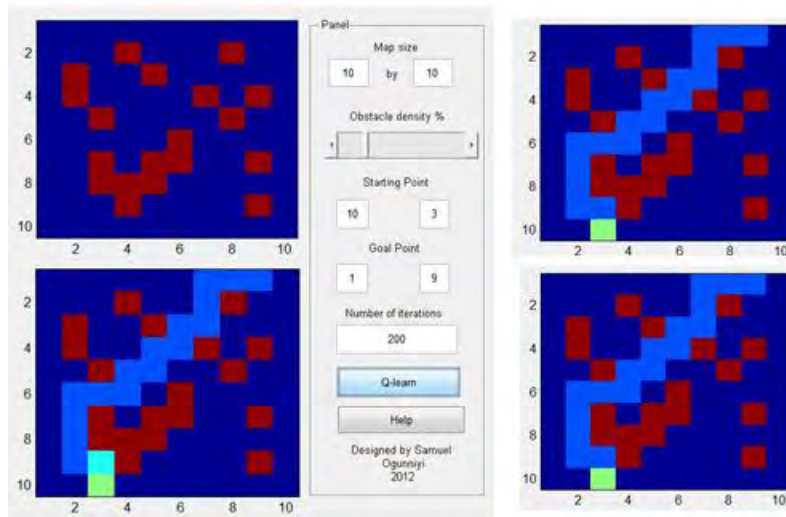 2
4
6
8
10
2 4 6 8 10
Panel
Map size
10 by 10
Obstacle density %
Starting Point
10 3
Goal Point
1 9
Number of iterations
200
Q-learn
Help
Designed by Samuel
Ogunniyi
2012
2
4
6
8
10
2 4 6 8 10
2
4
6
8
10
2 4 6 8 10
2
4
6
8
10
2 4 6 8 10